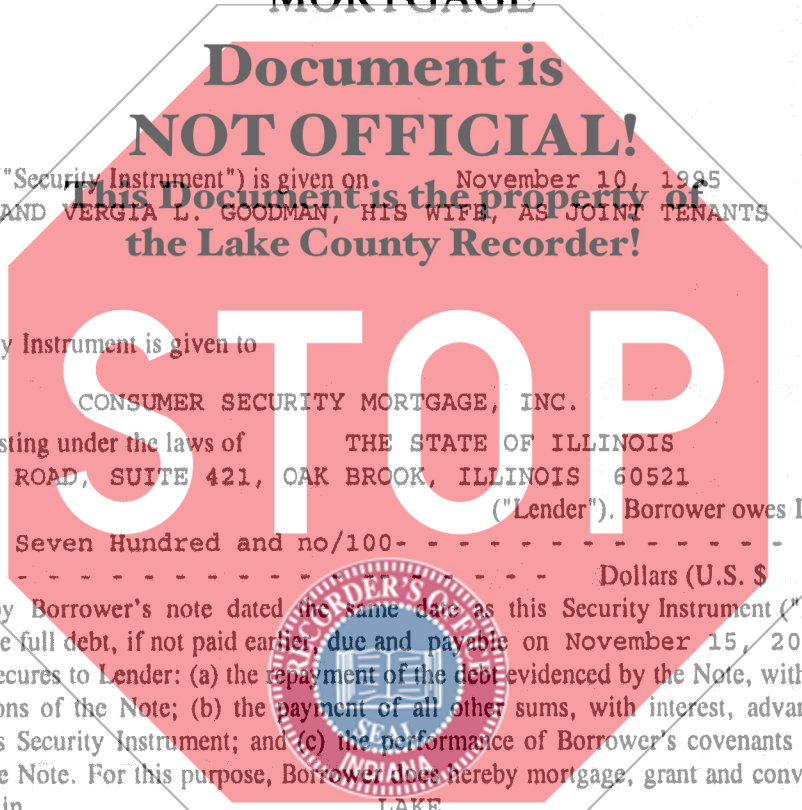 MORTGAGE
Document is
NOT OFFICIAL!
"Security Instrument") is given on November 10, 1995
This Document is the property of
AND VERGIA L. GOODMAN, HIS WIFE, AS JOINT TENANTS
the Lake County Recorder!
STOP
y Instrument is given to
CONSUMER SECURITY MORTGAGE, INC.
sting under the laws of THE STATE OF ILLINOIS
ROAD, SUITE 421, OAK BROOK, ILLINOIS 60521
("Lender"). Borrower owes
Seven Hundred and no/100- - - - - - - - - - - - - -
- - - - - - - - - - - - - - - - - - Dollars (U.S. $
by Borrower's note dated the same date as this Security Instrument ("
e full debt, if not paid earlier, due and payable on November 15, 20
ecures to Lender: (a) the repayment of the debt evidenced by the Note, with
ons of the Note; (b) the payment of all other sums, with interest, advan
s Security Instrument; and (c) the performance of Borrower's covenants
e Note. For this purpose, Borrower does hereby mortgage, grant and conv
in LAKE
RECORDER'S OFFICE
SEAL
INDIANA